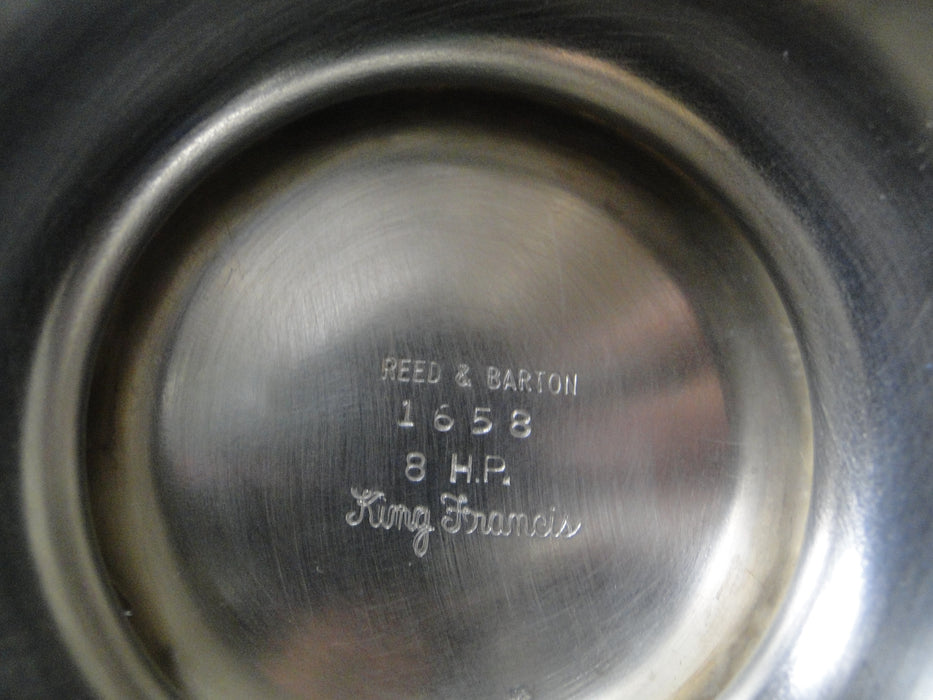 REED & BARTON
1658
8 H.P.
King Francis